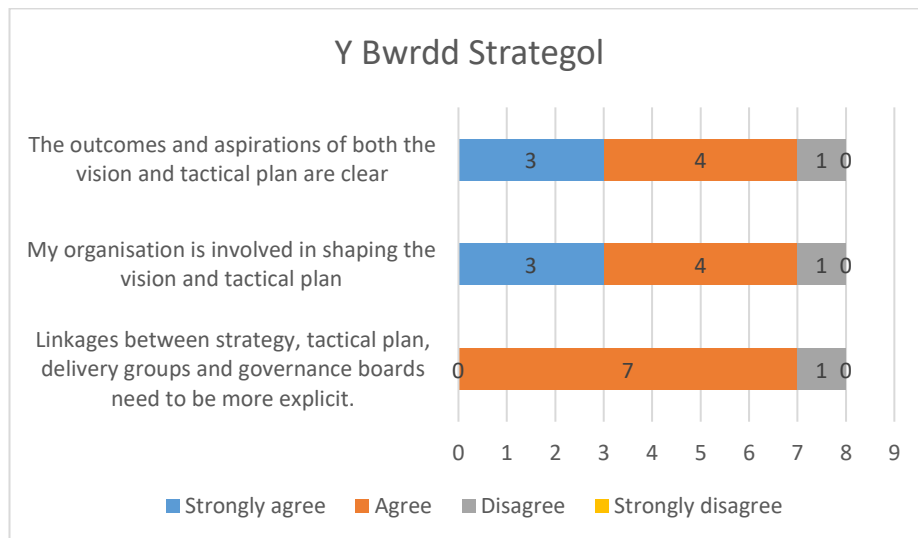 Y Bwrdd Strategol
The outcomes and aspirations of both the
vision and tactical plan are clear
3 4 1 0
My organisation is involved in shaping the
vision and tactical plan
3 4 1 0
Linkages between strategy, tactical plan,
delivery groups and governance boards
need to be more explicit.
0 7 1 0
0 1 2 3 4 5 6 7 8 9
Strongly agree Agree Disagree Strongly disagree